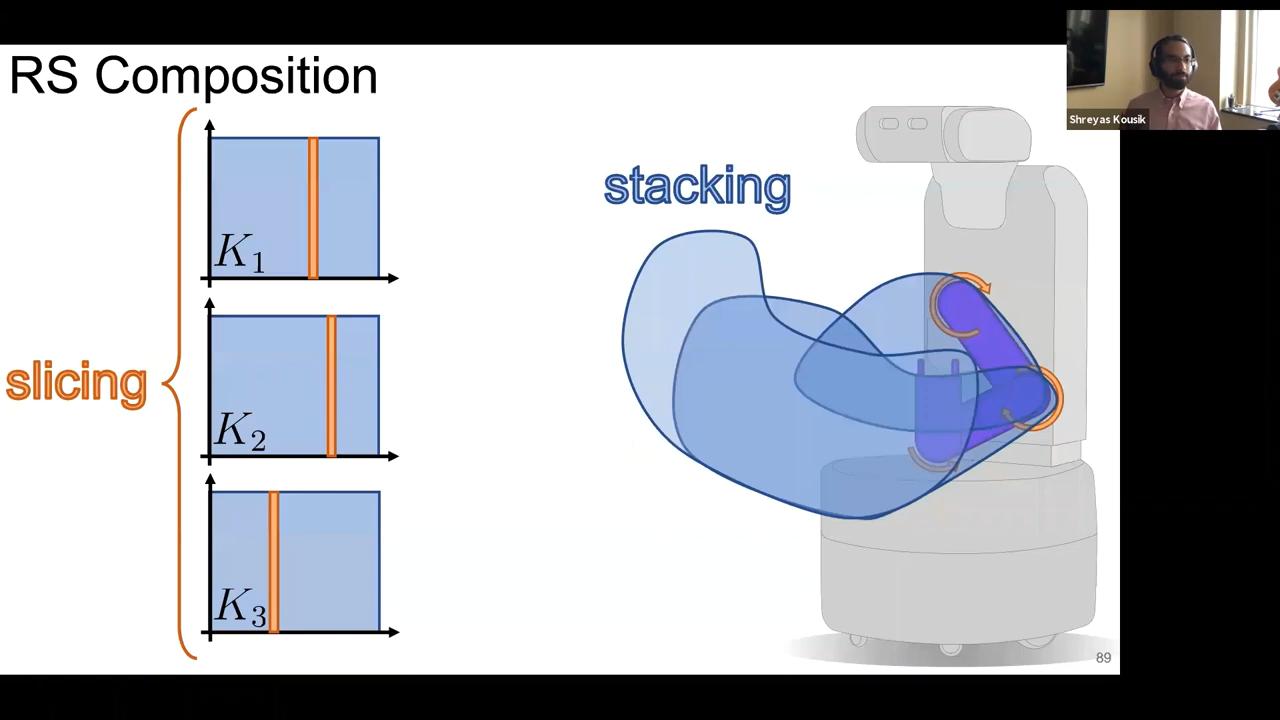 RS Composition
Shreyas Kousik
stacking
K1
K2
slicing
K3
89